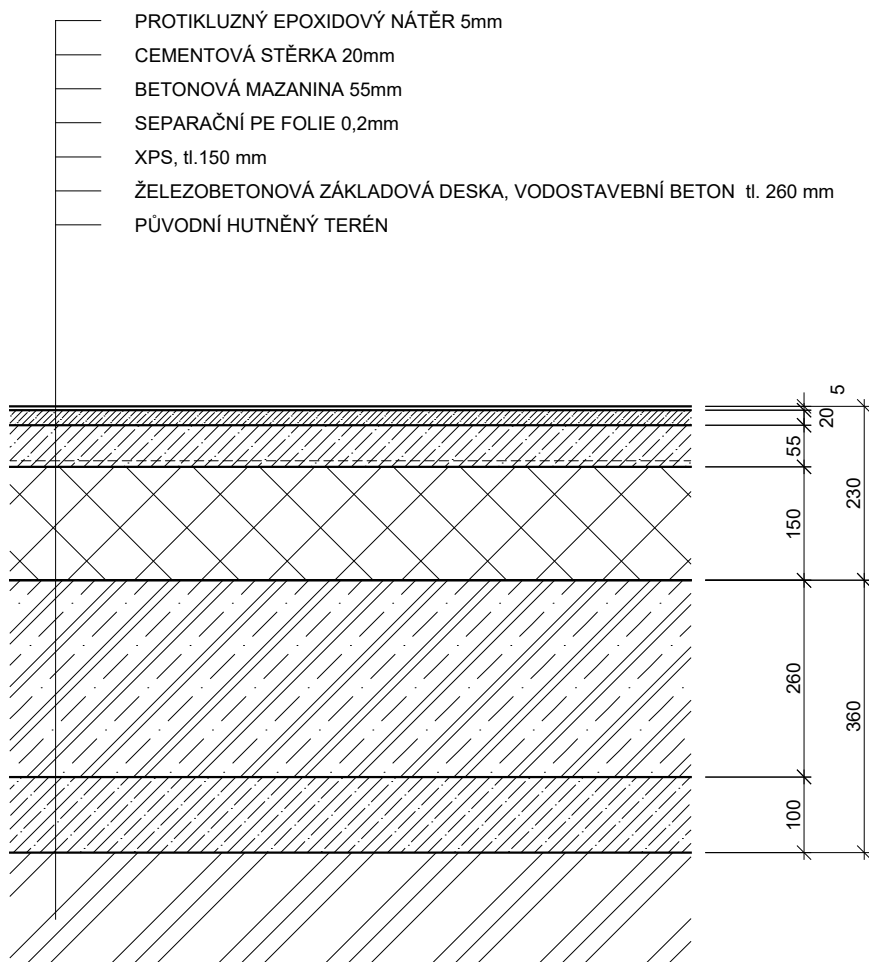 PROTIKLUZNÝ EPOXIDOVÝ NÁTĚR 5mm
CEMENTOVÁ STĚRKA 20mm
BETONOVÁ MAZANINA 55mm
SEPARAČNÍ PE FOLIE 0,2mm
XPS, tl.150 mm
ŽELEZOBETONOVÁ ZÁKLADOVÁ DESKA, VODOSTAVEBNÍ BETON tl. 260 mm
PŮVODNÍ HUTNĚNÝ TERÉN
5
20
55
150
230
260
360
100